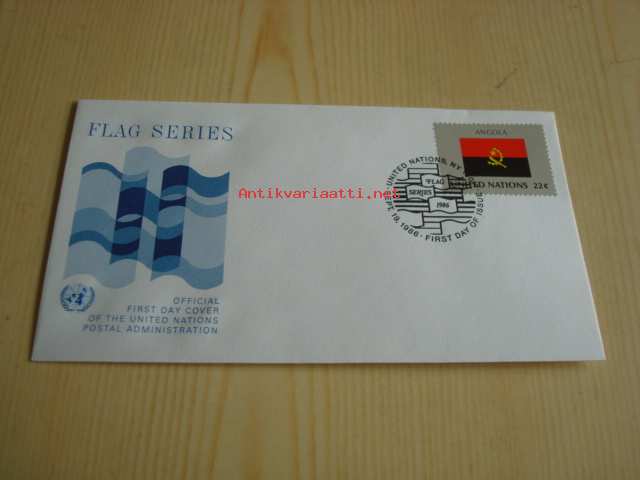 FLAG SERIES
ANGOLA
UNITED NATIONS 22¢
UNITED NATIONS, NY
FLAG
SERIES
1986
SEPT. 19, 1986 · FIRST DAY OF ISSUE
Antikvariaatti.net
OFFICIAL
FIRST DAY COVER
OF THE UNITED NATIONS
POSTAL ADMINISTRATION